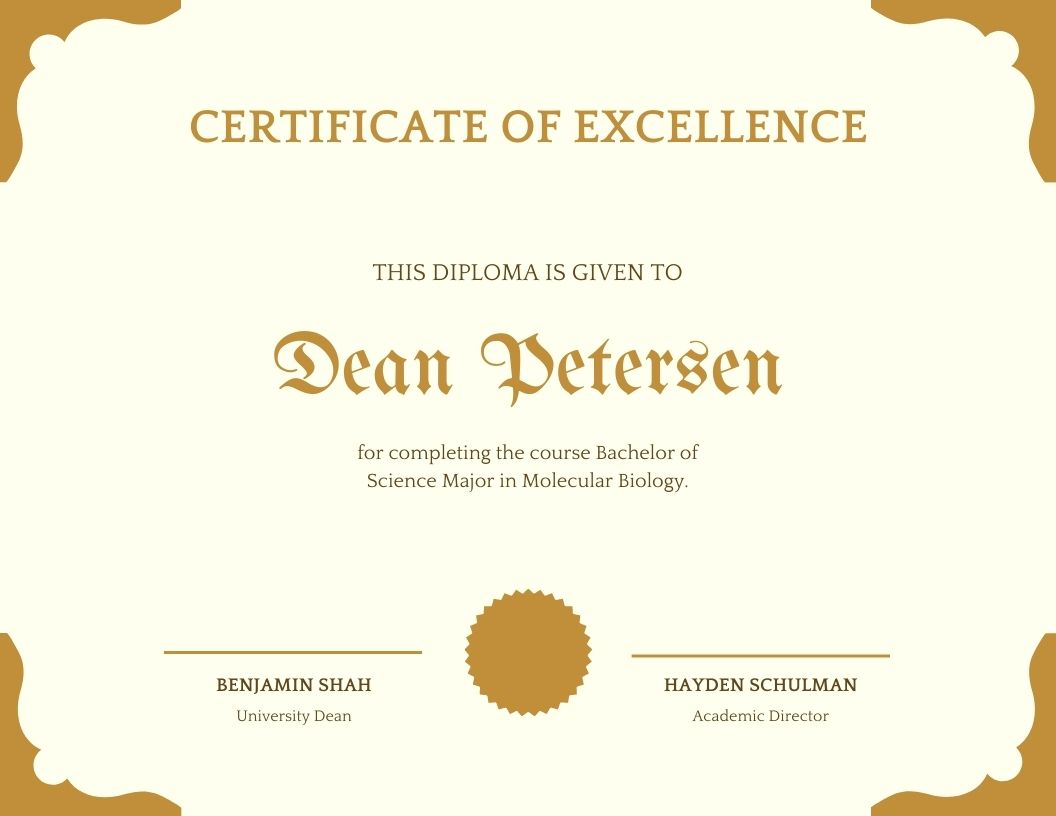 CERTIFICATE OF EXCELLENCE
THIS DIPLOMA IS GIVEN TO
Dean Petersen
for completing the course Bachelor of
Science Major in Molecular Biology.
BENJAMIN SHAH
University Dean
HAYDEN SCHULMAN
Academic Director